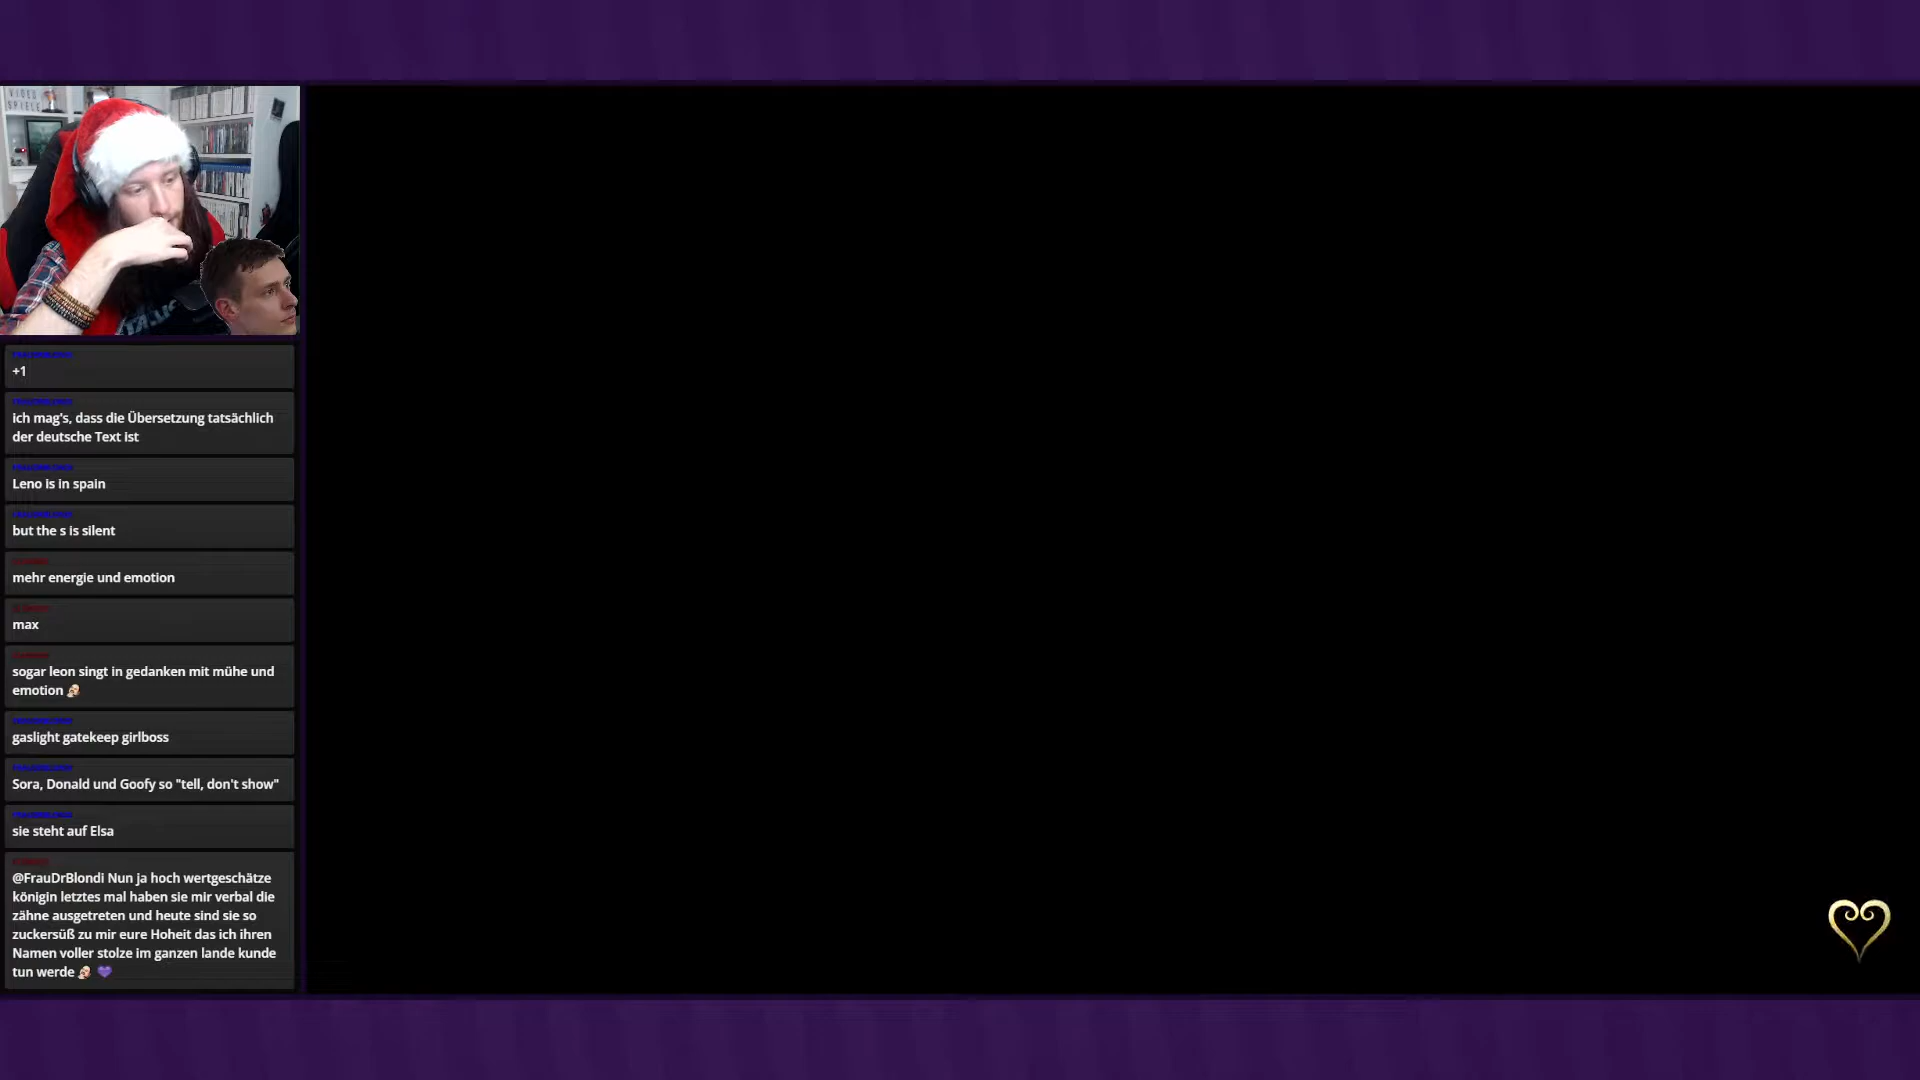 VIDEO
SPIELE
+1
ich mag's, dass die Übersetzung tatsächlich
der deutsche Text ist
Leno is in spain
but the s is silent
mehr energie und emotion
max
sogar leon singt in gedanken mit mühe und
emotion
gaslight gatekeep girlboss
Sora, Donald und Goofy so "tell, don't show"
sie steht auf Elsa
@FrauDrBlondi Nun ja hoch wertgeschätze
königin letztes mal haben sie mir verbal die
zähne ausgetreten und heute sind sie so
zuckersüß zu mir eure Hoheit das ich ihren
Namen voller stolze im ganzen lande kunde
tun werde